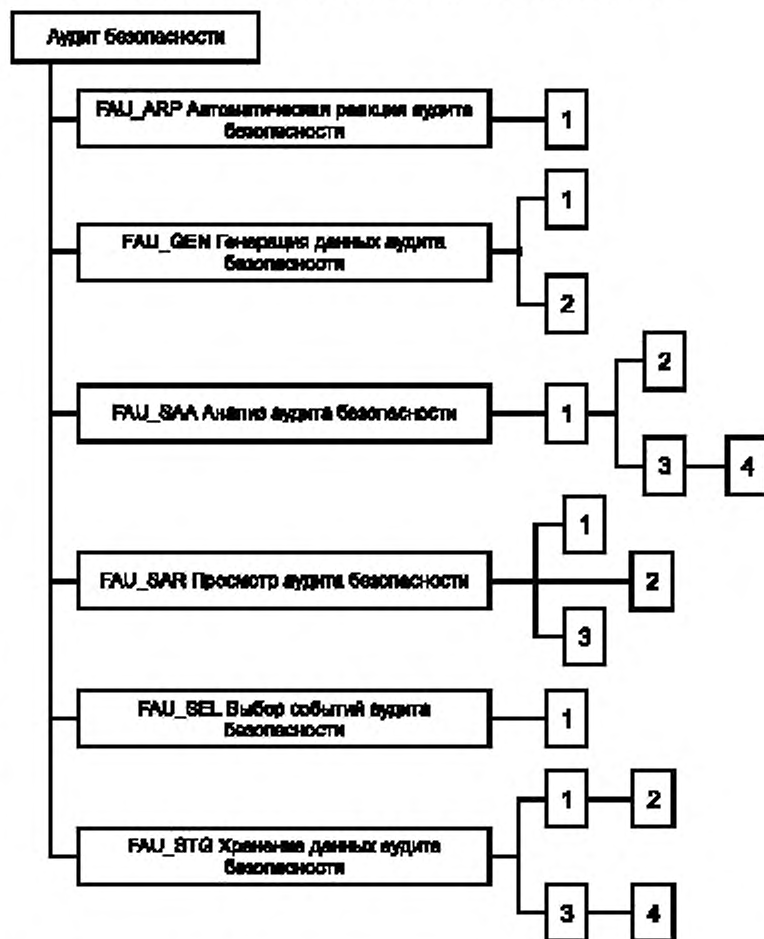 Аудит безопасности
FAU_ARP Автоматическая реакция аудита
безопасности
1
1
FAU_GEN Генерация данных аудита
безопасности
2
2
FAU_SAA Анализ аудита безопасности
1
3
4
1
FAU_SAR Просмотр аудита безопасности
2
3
FAU_SEL Выбор событий аудита
безопасности
1
1
2
FAU_STG Хранение данных аудита
безопасности
3
4